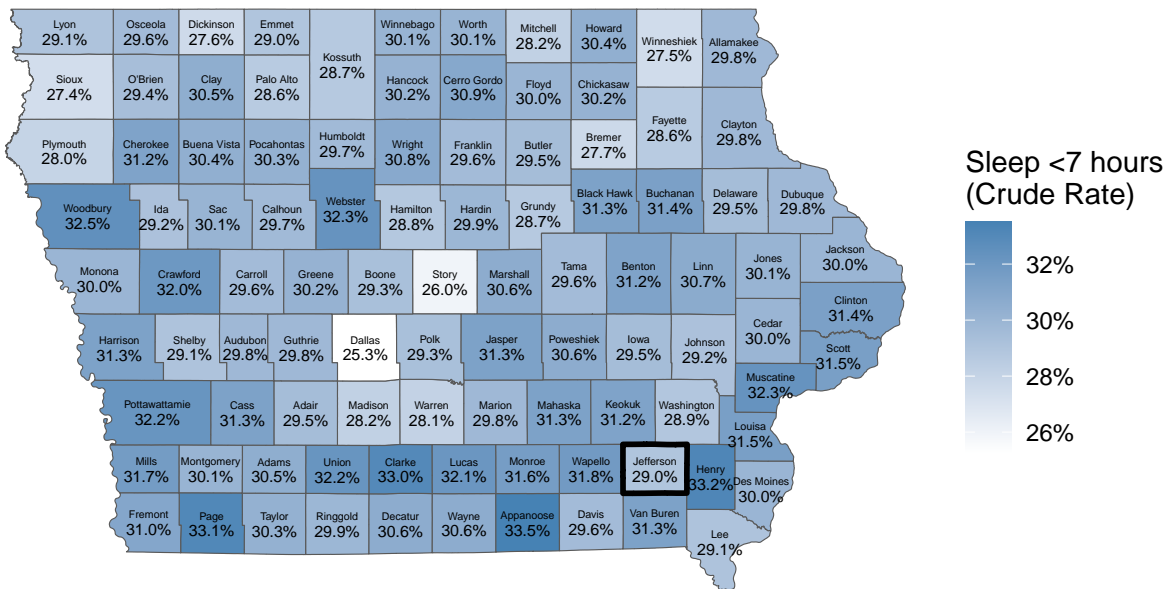 Lyon
29.1%
Osceola
29.6%
Dickinson
27.6%
Emmet
29.0%
Kossuth
28.7%
Winnebago
30.1%
Worth
30.1%
Mitchell
28.2%
Howard
30.4%
Winneshiek
27.5%
Allamakee
29.8%
Sioux
27.4%
O'Brien
29.4%
Clay
30.5%
Palo Alto
28.6%
Hancock
30.2%
Cerro Gordo
30.9%
Floyd
30.0%
Chickasaw
30.2%
Fayette
28.6%
Clayton
29.8%
Plymouth
28.0%
Cherokee
31.2%
Buena Vista
30.4%
Pocahontas
30.3%
Humboldt
29.7%
Wright
30.8%
Franklin
29.6%
Butler
29.5%
Bremer
27.7%
Woodbury
32.5%
Ida
29.2%
Sac
30.1%
Calhoun
29.7%
Webster
32.3%
Hamilton
28.8%
Hardin
29.9%
Grundy
28.7%
Black Hawk
31.3%
Buchanan
31.4%
Delaware
29.5%
Dubuque
29.8%
Monona
30.0%
Crawford
32.0%
Carroll
29.6%
Greene
30.2%
Boone
29.3%
Story
26.0%
Marshall
30.6%
Tama
29.6%
Benton
31.2%
Linn
30.7%
Jones
30.1%
Jackson
30.0%
Clinton
31.4%
Harrison
31.3%
Shelby
29.1%
Audubon
29.8%
Guthrie
29.8%
Dallas
25.3%
Polk
29.3%
Jasper
31.3%
Poweshiek
30.6%
Iowa
29.5%
Johnson
29.2%
Cedar
30.0%
Scott
31.5%
Muscatine
32.3%
Pottawattamie
32.2%
Cass
31.3%
Adair
29.5%
Madison
28.2%
Warren
28.1%
Marion
29.8%
Mahaska
31.3%
Keokuk
31.2%
Washington
28.9%
Louisa
31.5%
Mills
31.7%
Montgomery
30.1%
Adams
30.5%
Union
32.2%
Clarke
33.0%
Lucas
32.1%
Monroe
31.6%
Wapello
31.8%
Jefferson
29.0%
Henry
33.2%
Des Moines
30.0%
Fremont
31.0%
Page
33.1%
Taylor
30.3%
Ringgold
29.9%
Decatur
30.6%
Wayne
30.6%
Appanoose
33.5%
Davis
29.6%
Van Buren
31.3%
Lee
29.1%
Sleep <7 hours
(Crude Rate)
32%
30%
28%
26%